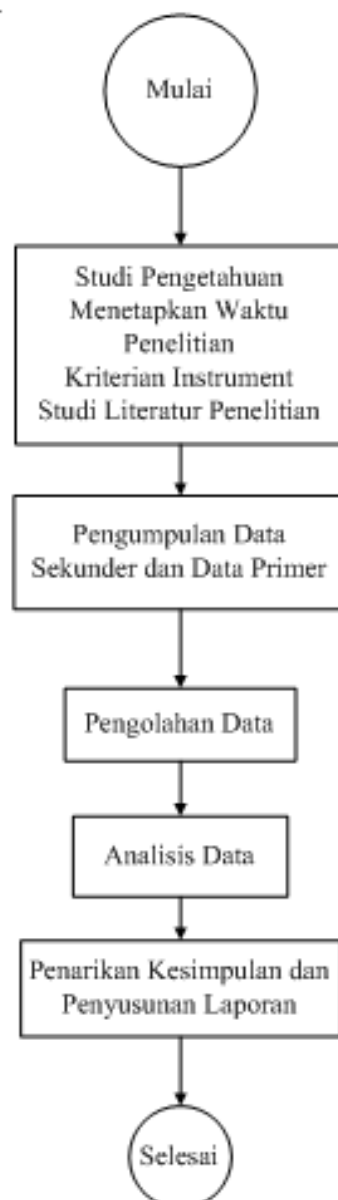 Mulai
Studi Pengetahuan
Menetapkan Waktu
Penelitian
Kriterian Instrument
Studi Literatur Penelitian
Pengumpulan Data
Sekunder dan Data Primer
Pengolahan Data
Analisis Data
Penarikan Kesimpulan dan
Penyusunan Laporan
Selesai